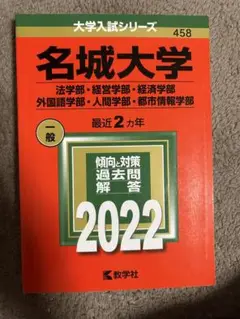 大学入試シリーズ
458
名城大学
法学部・経営学部・経済学部
外国語学部・人間学部・都市情報学部
一般
最近2カ年
傾向と対策
過去問
解答
2022
教学社